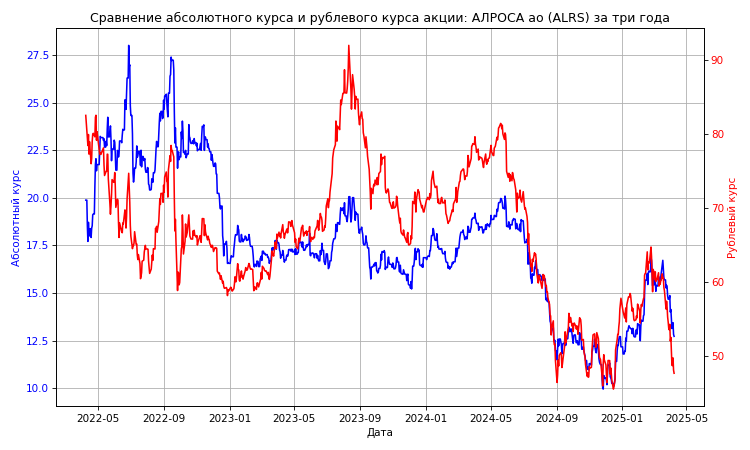 Сравнение абсолютного курса и рублевого курса акции: АЛРОСА ао (ALRS) за три года
27.5
25.0
22.5
20.0
17.5
15.0
12.5
10.0
Абсолютный курс
90
80
70
60
50
Рублевый курс
2022-05 2022-09 2023-01 2023-05 2023-09 2024-01 2024-05 2024-09 2025-01 2025-05
Дата